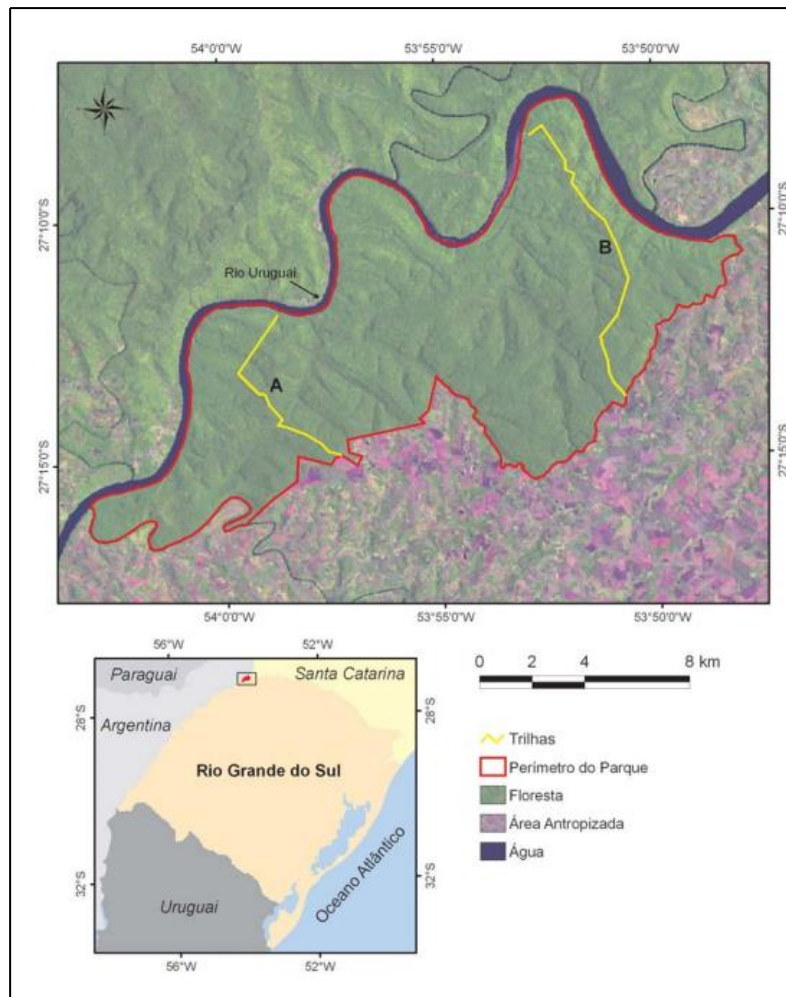 54°0'0"W 53°55'0"W 53°50'0"W
27°10'0"S 27°10'0"S
B
Rio Uruguai
A
27°15'0"S 27°15'0"S
54°0'0"W 53°55'0"W 53°50'0"W
56°W 52°W
Paraguai
Santa Catarina
Argentina
28°S 28°S
Rio Grande do Sul
Oceano Atlântico
32°S 32°S
Uruguai
56°W 52°W
0 2 4 8 km
Trilhas
Perímetro do Parque
Floresta
Área Antropizada
Água